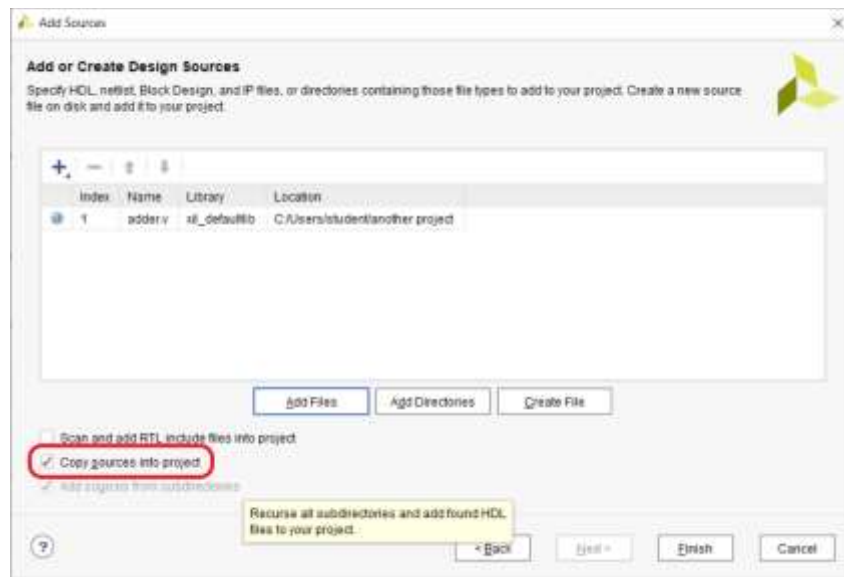 Add Sources
Add or Create Design Sources
Specify HDL, netlist, Block Design, and IP files, or directories containing those file types to add to your project. Create a new source
file on disk and add it to your project.
Index Name Library Location
1 adder.v xil_defaultlib C:/Users/student/another project
Add Files Add Directories Create File
Scan and add RTL include files into project
Copy sources into project
Add sources from subdirectories
Recurse all subdirectories and add found HDL
files to your project.
? < Back Next > Finish Cancel